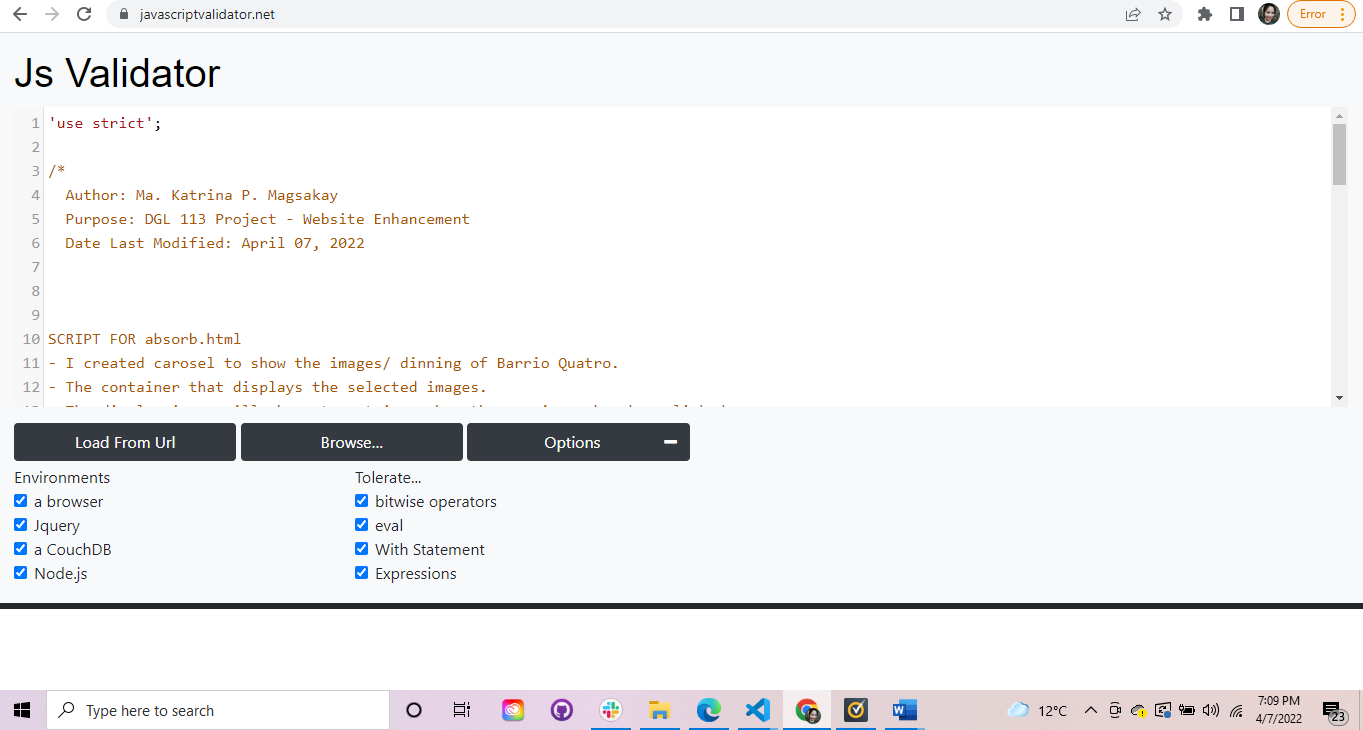 javascriptvalidator.net
Error
Js Validator
1 'use strict';
2
3 /*
4 Author: Ma. Katrina P. Magsakay
5 Purpose: DGL 113 Project - Website Enhancement
6 Date Last Modified: April 07, 2022
7
8
9
10 SCRIPT FOR absorb.html
11 - I created carosel to show the images/ dinning of Barrio Quatro.
12 - The container that displays the selected images.
Load From Url
Browse...
Options
Environments
Tolerate...
a browser
bitwise operators
Jquery
eval
a CouchDB
With Statement
Node.js
Expressions
Type here to search
12°C
7:09 PM
4/7/2022
23